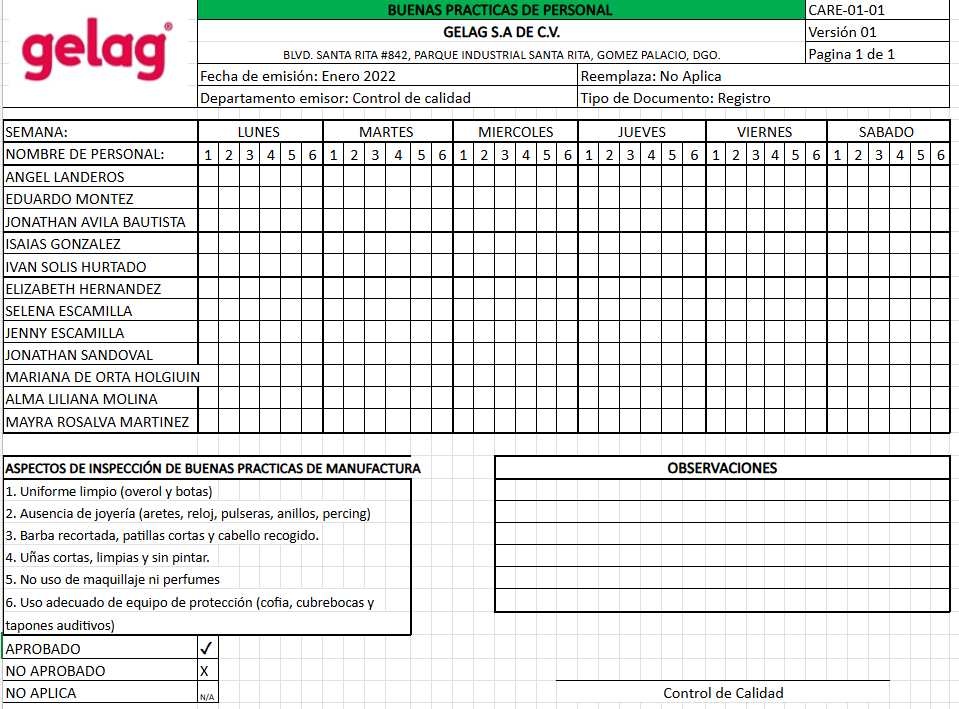 gelag®
BUENAS PRACTICAS DE PERSONAL
CARE-01-01
GELAG S.A DE C.V.
Versión 01
BLVD. SANTA RITA #842, PARQUE INDUSTRIAL SANTA RITA, GOMEZ PALACIO, DGO.
Pagina 1 de 1
Fecha de emisión: Enero 2022
Reemplaza: No Aplica
Departamento emisor: Control de calidad
Tipo de Documento: Registro
SEMANA: LUNES MARTES MIERCOLES JUEVES VIERNES SABADO
NOMBRE DE PERSONAL: 1 2 3 4 5 6 1 2 3 4 5 6 1 2 3 4 5 6 1 2 3 4 5 6 1 2 3 4 5 6 1 2 3 4 5 6
ANGEL LANDEROS
EDUARDO MONTEZ
JONATHAN AVILA BAUTISTA
ISAIAS GONZALEZ
IVAN SOLIS HURTADO
ELIZABETH HERNANDEZ
SELENA ESCAMILLA
JENNY ESCAMILLA
JONATHAN SANDOVAL
MARIANA DE ORTA HOLGIUIN
ALMA LILIANA MOLINA
MAYRA ROSALVA MARTINEZ
ASPECTOS DE INSPECCIÓN DE BUENAS PRACTICAS DE MANUFACTURA
1. Uniforme limpio (overol y botas)
2. Ausencia de joyería (aretes, reloj, pulseras, anillos, percing)
3. Barba recortada, patillas cortas y cabello recogido.
4. Uñas cortas, limpias y sin pintar.
5. No uso de maquillaje ni perfumes
6. Uso adecuado de equipo de protección (cofia, cubrebocas y
tapones auditivos)
APROBADO ✓
NO APROBADO X
NO APLICA N/A
OBSERVACIONES
Control de Calidad